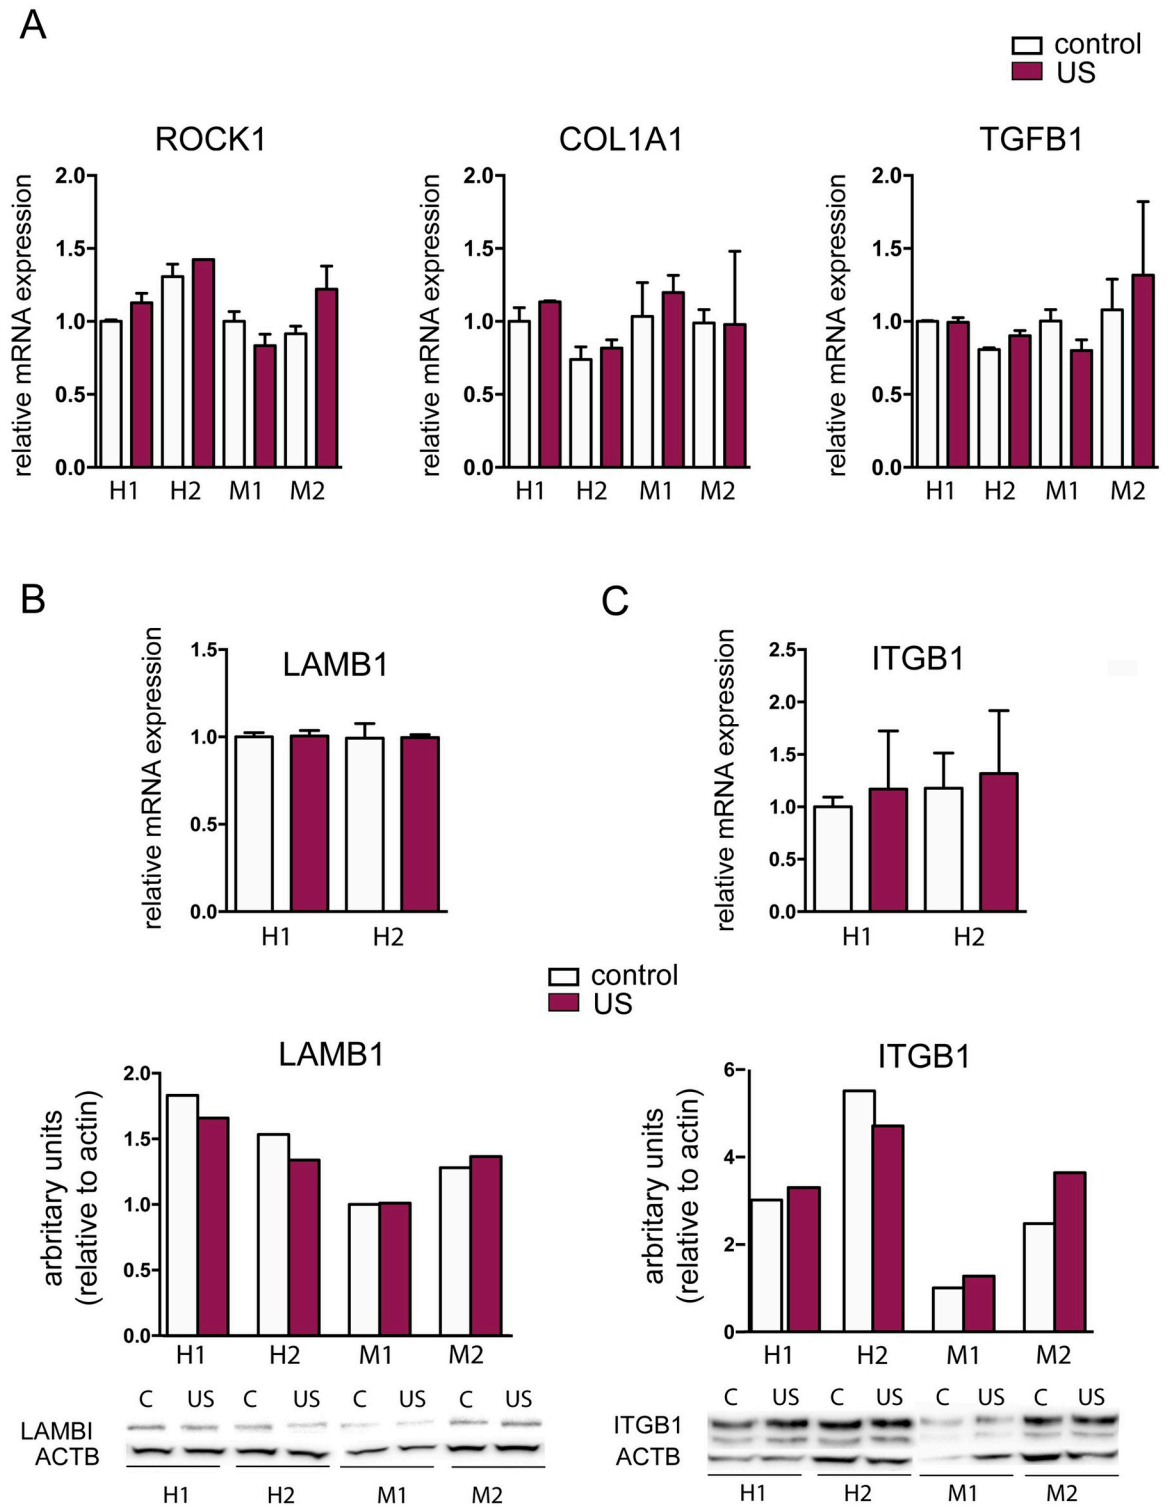 A
control
US
ROCK1
COL1A1
TGFB1
relative mRNA expression
2.0
1.5
1.0
0.5
0.0
H1 H2 M1 M2
relative mRNA expression
2.0
1.5
1.0
0.5
0.0
H1 H2 M1 M2
relative mRNA expression
2.0
1.5
1.0
0.5
0.0
H1 H2 M1 M2
B
LAMB1
relative mRNA expression
1.5
1.0
0.5
0.0
H1 H2
C
ITGB1
relative mRNA expression
2.5
2.0
1.5
1.0
0.5
0.0
H1 H2
control
US
LAMB1
arbritary units
(relative to actin)
2.0
1.5
1.0
0.5
0.0
H1 H2 M1 M2
C US C US C US C US
LAMBI
ACTB
H1 H2 M1 M2
ITGB1
arbritary units
(relative to actin)
6
4
2
0
H1 H2 M1 M2
C US C US C US C US
ITGB1
ACTB
H1 H2 M1 M2